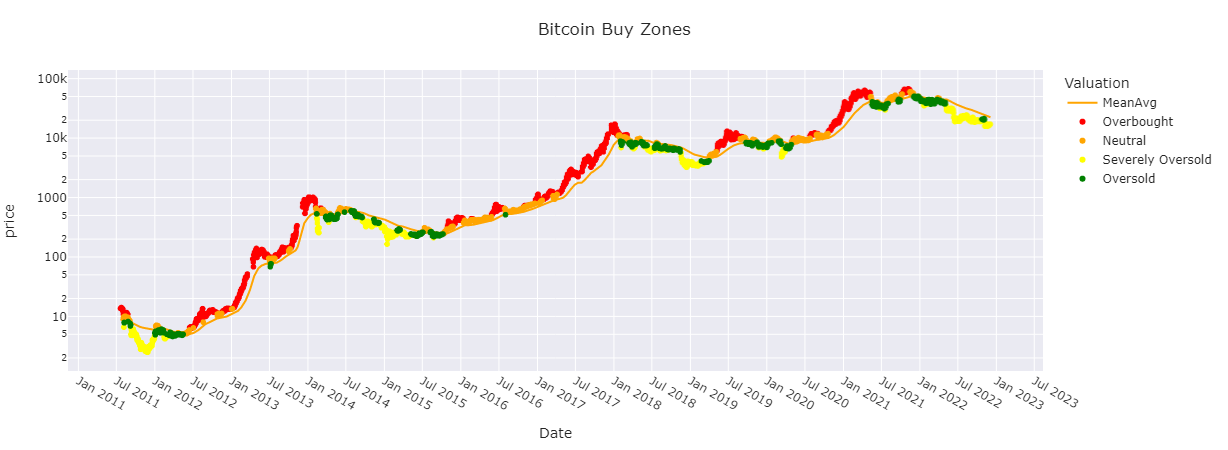 Bitcoin Buy Zones
Valuation
MeanAvg
Overbought
Neutral
Severely Oversold
Oversold
price
100k
5
2
10k
5
2
1000
5
2
100
5
2
10
5
2
Jan 2011
Jul 2011
Jan 2012
Jul 2012
Jan 2013
Jul 2013
Jan 2014
Jul 2014
Jan 2015
Jul 2015
Jan 2016
Jul 2016
Jan 2017
Jul 2017
Jan 2018
Jul 2018
Jan 2019
Jul 2019
Jan 2020
Jul 2020
Jan 2021
Jul 2021
Jan 2022
Jul 2022
Jan 2023
Jul 2023
Date